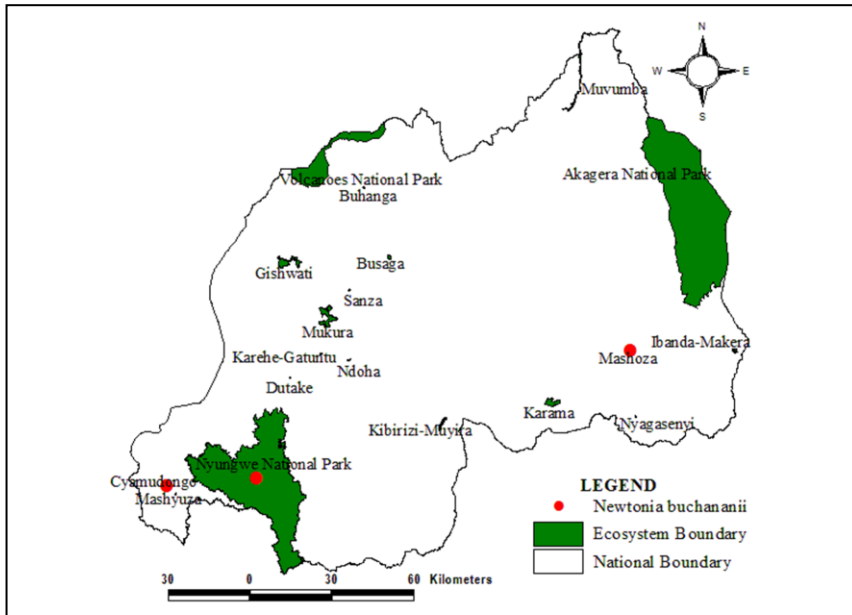 N
W E
S
Muvumba
Volcanoes National Park
Akagera National Park
Buhanga
Gishwati
Busaga
Sanza
Mukura
Karehe-Gaturitu
Ndoha
Dutake
Ibanda-Makera
Mashoza
Karama
Nyagasenyi
Kibirizi-Muyira
Nyungwe National Park
Cyamudongo
Mashyuza
LEGEND
Newtonia buchananii
Ecosystem Boundary
National Boundary
30 0 30 60 Kilometers